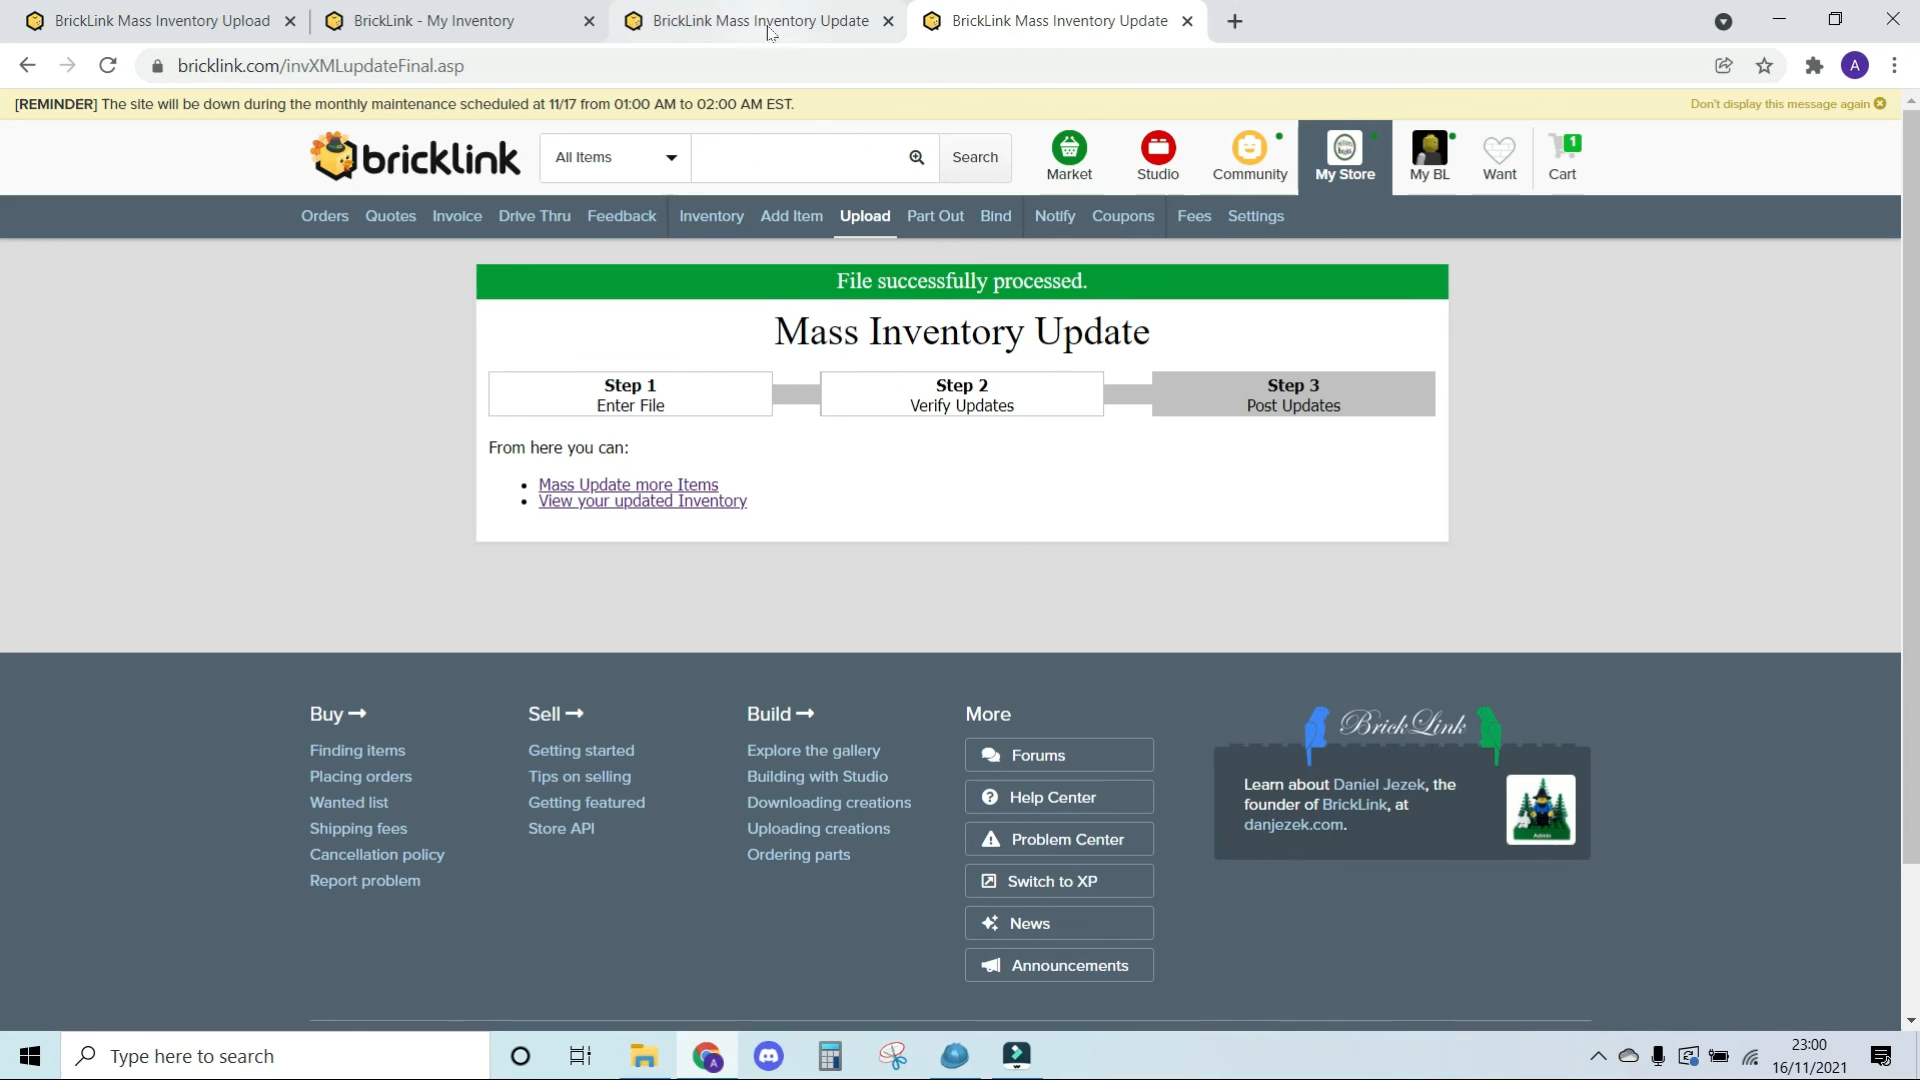 BrickLink Mass Inventory Upload
BrickLink - My Inventory
BrickLink Mass Inventory Update
BrickLink Mass Inventory Update
bricklink.com/invXMLupdateFinal.asp
A
[REMINDER] The site will be down during the monthly maintenance scheduled at 11/17 from 01:00 AM to 02:00 AM EST.
Don't display this message again
bricklink
All Items
Search
Market
Studio
Community
My Store
My BL
Want
1
Cart
Orders Quotes Invoice Drive Thru Feedback Inventory Add Item Upload Part Out Bind Notify Coupons Fees Settings
File successfully processed.
Mass Inventory Update
Step 1
Enter File
Step 2
Verify Updates
Step 3
Post Updates
From here you can:
Mass Update more Items
View your updated Inventory
Buy
Finding items
Placing orders
Wanted list
Shipping fees
Cancellation policy
Report problem
Sell
Getting started
Tips on selling
Getting featured
Store API
Build
Explore the gallery
Building with Studio
Downloading creations
Uploading creations
Ordering parts
More
Forums
Help Center
Problem Center
Switch to XP
News
Announcements
BrickLink
Learn about Daniel Jezek, the
founder of BrickLink, at
danjezek.com.
Admin
Type here to search
A
23:00
16/11/2021